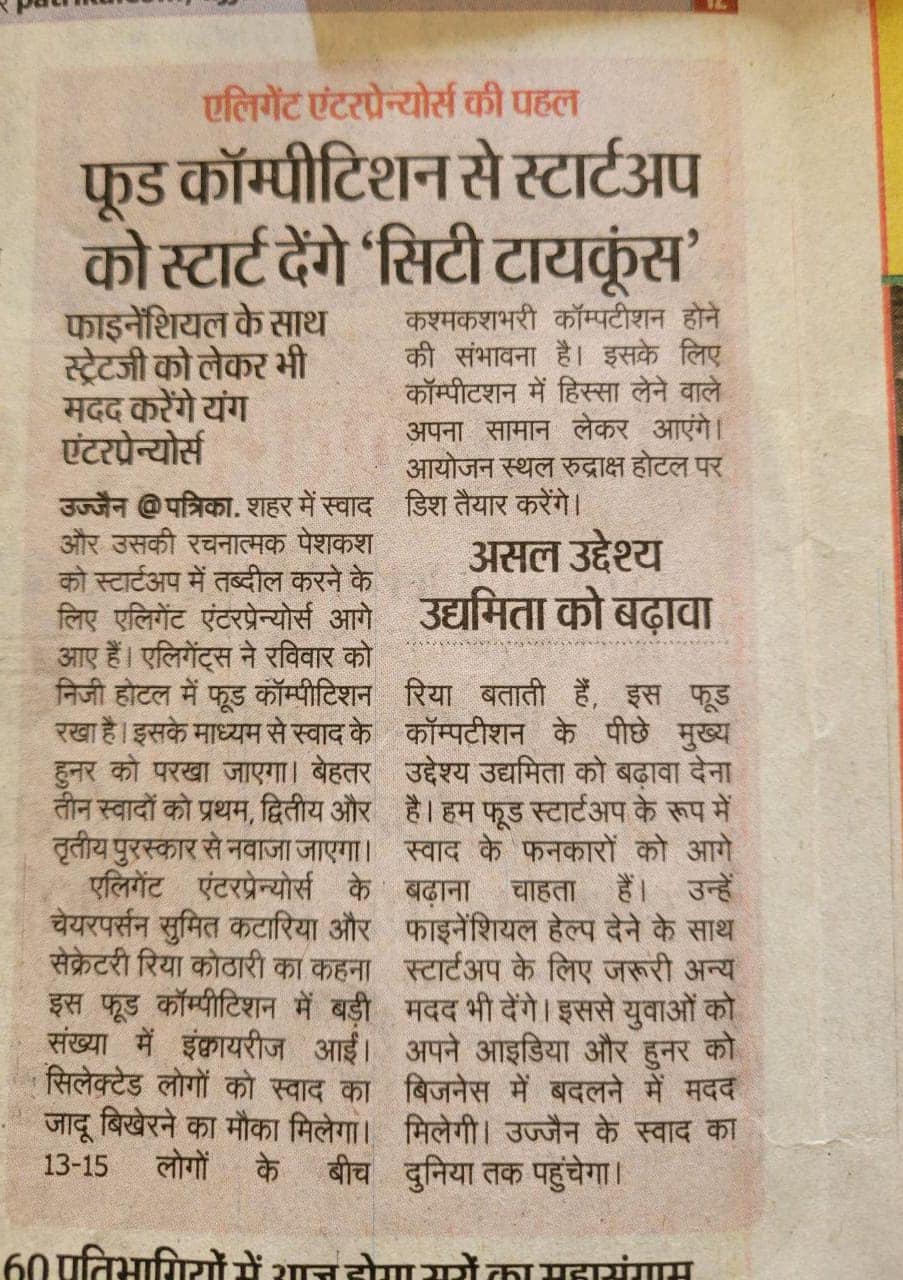 एलिगेंट एंटरप्रेन्योर्स की पहल
फूड कॉम्पीटिशन से स्टार्टअप
को स्टार्ट देंगे ‘सिटी टायकूंस’
फाइनेंशियल के साथ
स्ट्रेटजी को लेकर भी
मदद करेंगे यंग
एंटरप्रेन्योर्स
उज्जैन @ पत्रिका. शहर में स्वाद
और उसकी रचनात्मक पेशकश
को स्टार्टअप में तब्दील करने के
लिए एलिगेंट एंटरप्रेन्योर्स आगे
आए हैं। एलिगेंट्स ने रविवार को
निजी होटल में फूड कॉम्पीटिशन
रखा है। इसके माध्यम से स्वाद के
हुनर को परखा जाएगा। बेहतर
तीन स्वादों को प्रथम, द्वितीय और
तृतीय पुरस्कार से नवाजा जाएगा।
एलिगेंट एंटरप्रेन्योर्स के
चेयरपर्सन सुमित कटारिया और
सेक्रेटरी रिया कोठारी का कहना
इस फूड कॉम्पीटिशन में बड़ी
संख्या में इंक्वायरीज आईं।
सिलेक्टेड लोगों को स्वाद का
जादू बिखेरने का मौका मिलेगा।
13-15 लोगों के बीच
कश्मकशभरी कॉम्पटीशन होने
की संभावना है। इसके लिए
कॉम्पीटशन में हिस्सा लेने वाले
अपना सामान लेकर आएंगे।
आयोजन स्थल रुद्राक्ष होटल पर
डिश तैयार करेंगे।
असल उद्देश्य
उद्यमिता को बढ़ावा
रिया बताती हैं, इस फूड
कॉम्पटीशन के पीछे मुख्य
उद्देश्य उद्यमिता को बढ़ावा देना
है। हम फूड स्टार्टअप के रूप में
स्वाद के फनकारों को आगे
बढ़ाना चाहता हैं। उन्हें
फाइनेंशियल हेल्प देने के साथ
स्टार्टअप के लिए जरूरी अन्य
मदद भी देंगे। इससे युवाओं को
अपने आइडिया और हुनर को
बिजनेस में बदलने में मदद
मिलेगी। उज्जैन के स्वाद का
दुनिया तक पहुंचेगा।
60 प्रतिभागियों में आज होगा सुरों का महासंग्राम